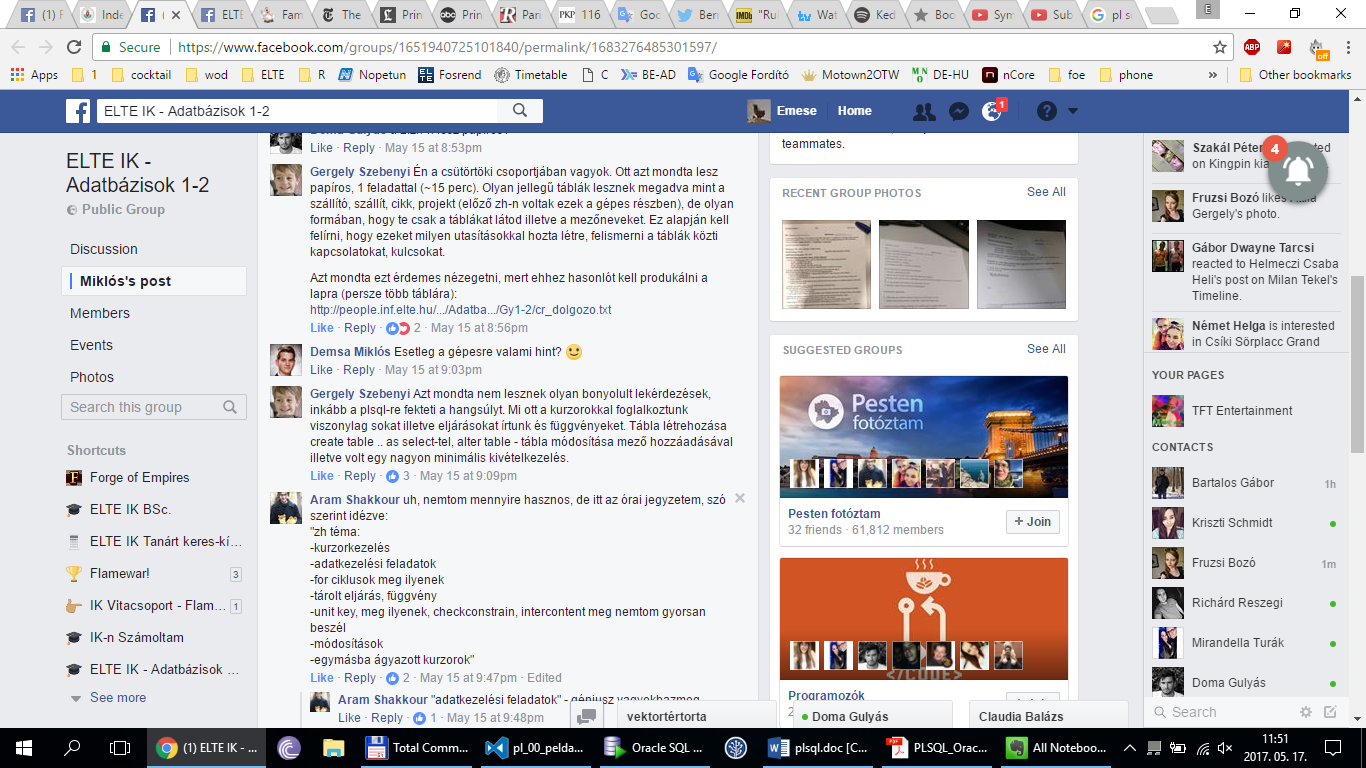 (1) F
Inde
(
ELTE
Fam
The
Prin
Prin
Pari
PKP 116
Goo
Ber
IMDb "Ru
Wat
Ked
Boo
Sym
Sub
pl s
E
Secure https://www.facebook.com/groups/1651940725101840/permalink/1683276485301597/
ABP
off
Apps 1 cocktail wod ELTE R Nopetun Fosrend Timetable C BE-AD Google Fordító Motown2OTW DE-HU nCore foe phone » Other bookmarks
ELTE IK - Adatbázisok 1-2
Emese Home 1
ELTE IK -
Adatbázisok 1-2
Public Group
Discussion
Miklós's post
Members
Events
Photos
Search this group
Shortcuts
Forge of Empires
ELTE IK BSc.
ELTE IK Tanárt keres-kí...
Flamewar! 3
IK Vitacsoport - Flam... 1
IK-n Számoltam
ELTE IK - Adatbázisok ...
See more
Like · Reply · May 15 at 8:53pm
Gergely Szebenyi Én a csütörtöki csoportjában vagyok. Ott azt mondta lesz
papíros, 1 feladattal (~15 perc). Olyan jellegű táblák lesznek megadva mint a
szállító, szállít, cikk, projekt (előző zh-n voltak ezek a gépes részben), de olyan
formában, hogy te csak a táblákat látod illetve a mezőneveket. Ez alapján kell
felírni, hogy ezeket milyen utasításokkal hozta létre, felismerni a táblák közti
kapcsolatokat, kulcsokat.
Azt mondta ezt érdemes nézegetni, mert ehhez hasonlót kell produkálni a
lapra (persze több táblára):
http://people.inf.elte.hu/.../Adatba.../Gy1-2/cr_dolgozo.txt
Like · Reply · 2 · May 15 at 8:56pm
Demsa Miklós Esetleg a gépesre valami hint?
Like · Reply · May 15 at 9:03pm
Gergely Szebenyi Azt mondta nem lesznek olyan bonyolult lekérdezések,
inkább a plsql-re fekteti a hangsúlyt. Mi ott a kurzorokkal foglalkoztunk
viszonylag sokat illetve eljárásokat írtunk és függvényeket. Tábla létrehozása
create table .. as select-tel, alter table - tábla módosítása mező hozzáadásával
illetve volt egy nagyon minimális kivételkezelés.
Like · Reply · 3 · May 15 at 9:09pm
Aram Shakkour uh, nemtom mennyire hasznos, de itt az órai jegyzetem, szó
szerint idézve:
"zh téma:
-kurzorkezelés
-adatkezelési feladatok
-for ciklusok meg ilyenek
-tárolt eljárás, függvény
-unit key, meg ilyenek, checkconstrain, intercontent meg nemtom gyorsan
beszél
-módosítások
-egymásba ágyazott kurzorok"
Like · Reply · 2 · May 15 at 9:47pm · Edited
Aram Shakkour "adatkezelési feladatok" - géniusz vagyokbazmeg
Like · Reply · 1 · May 15 at 9:48pm
teammates.
RECENT GROUP PHOTOS See All
SUGGESTED GROUPS See All
Pesten
fotóztam
Pesten fotóztam
32 friends · 61,812 members
+ Join
</CODE>
Programozók
Szakál Péter
on Kingpin
4
Fruzsi Bozó likes
Gergely's photo.
Gábor Dwayne Tarcsi
reacted to Helmeczi Csaba
Heli's post on Milan Tekel's
Timeline.
Német Helga is interested
in Csíki Sörplacc Grand
YOUR PAGES
TFT Entertainment
CONTACTS
Bartalos Gábor 1h
Kriszti Schmidt
Fruzsi Bozó 1m
Richárd Reszegi
Mirandella Turák
Doma Gulyás
Search
vektortértorta
Doma Gulyás
Claudia Balázs
(1) ELTE IK - ...
Total Comm...
pl_00_pelda...
Oracle SQL ...
plsql.doc [C...
PLSQL_Orac...
All Noteboo...
11:51
2017. 05. 17.